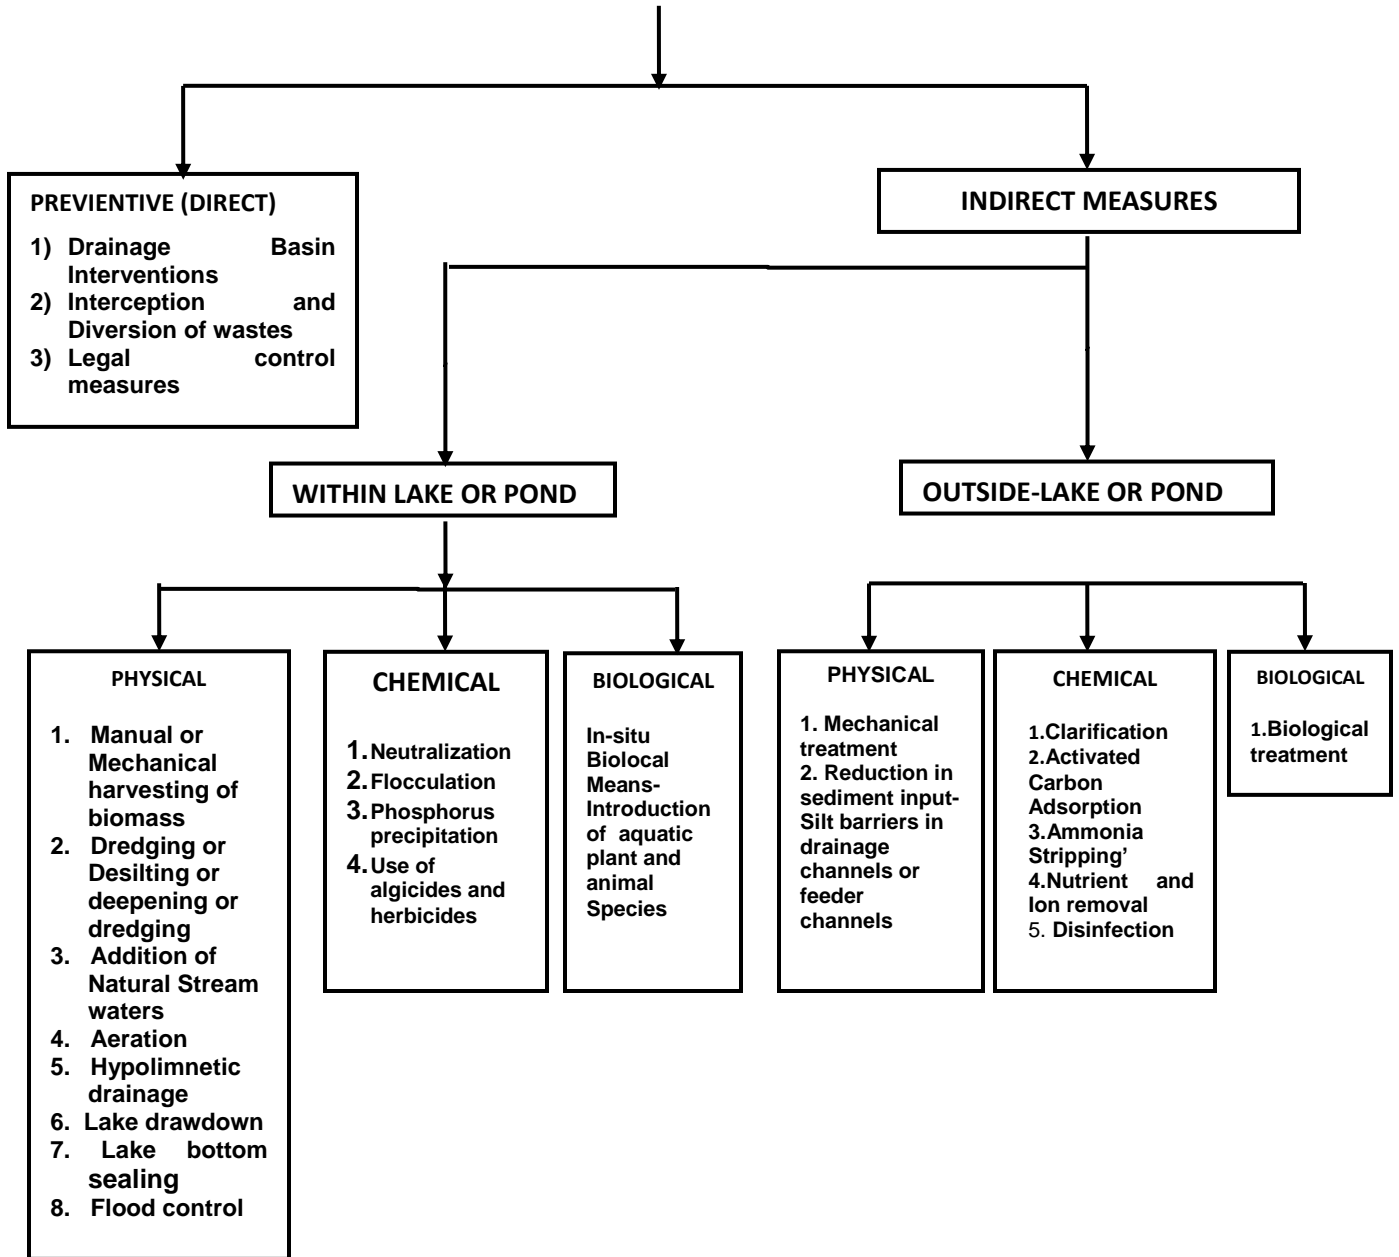 PREVIENTIVE (DIRECT)
1) Drainage Basin
Interventions
2) Interception and
Diversion of wastes
3) Legal control
measures
INDIRECT MEASURES
WITHIN LAKE OR POND
OUTSIDE-LAKE OR POND
PHYSICAL
1. Manual or
Mechanical
harvesting of
biomass
2. Dredging or
Desilting or
deepening or
dredging
3. Addition of
Natural Stream
waters
4. Aeration
5. Hypolimnetic
drainage
6. Lake drawdown
7. Lake bottom
sealing
8. Flood control
CHEMICAL
1. Neutralization
2. Flocculation
3. Phosphorus
precipitation
4. Use of
algicides and
herbicides
BIOLOGICAL
In-situ
Biolocal
Means-
Introduction
of aquatic
plant and
animal
Species
PHYSICAL
1. Mechanical
treatment
2. Reduction in
sediment input-
Silt barriers in
drainage
channels or
feeder
channels
CHEMICAL
1.Clarification
2.Activated
Carbon
Adsorption
3.Ammonia
Stripping’
4.Nutrient and
Ion removal
5. Disinfection
BIOLOGICAL
1.Biological
treatment